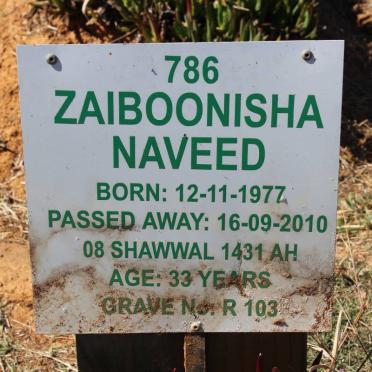 786
ZAIBOONISHA
NAVEED
BORN: 12-11-1977
PASSED AWAY: 16-09-2010
08 SHAWWAL 1431 AH
AGE: 33 YEARS
GRAVE No. R 103